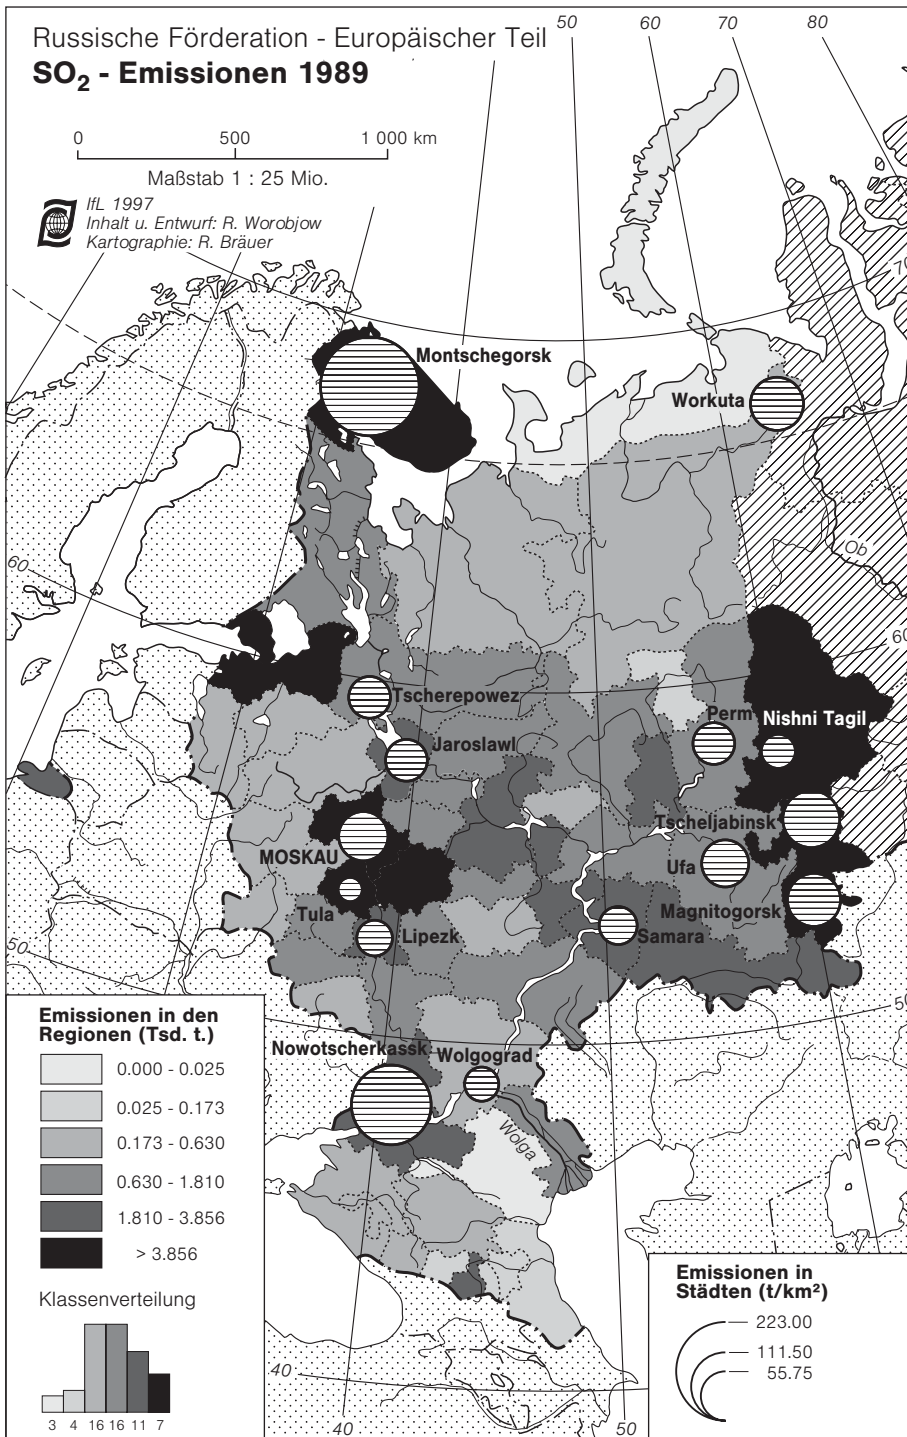 Russische Förderation - Europäischer Teil
SO₂ - Emissionen 1989
0 500 1 000 km
Maßstab 1 : 25 Mio.
IfL 1997
Inhalt u. Entwurf: R. Worobjow
Kartographie: R. Bräuer
50 60 70 80
70
Montschegorsk
Workuta
Ob
60
60
Tscherepowez
Perm
Nishni Tagil
Jaroslawl
Tscheljabinsk
MOSKAU
Ufa
Tula
Magnitogorsk
Lipezk
Samara
50
50
Nowotscherkassk
Wolgograd
Wolga
Emissionen in den
Regionen (Tsd. t.)
0.000 - 0.025
0.025 - 0.173
0.173 - 0.630
0.630 - 1.810
1.810 - 3.856
> 3.856
Klassenverteilung
3 4 16 16 11 7
Emissionen in
Städten (t/km²)
223.00
111.50
55.75
40
40
50